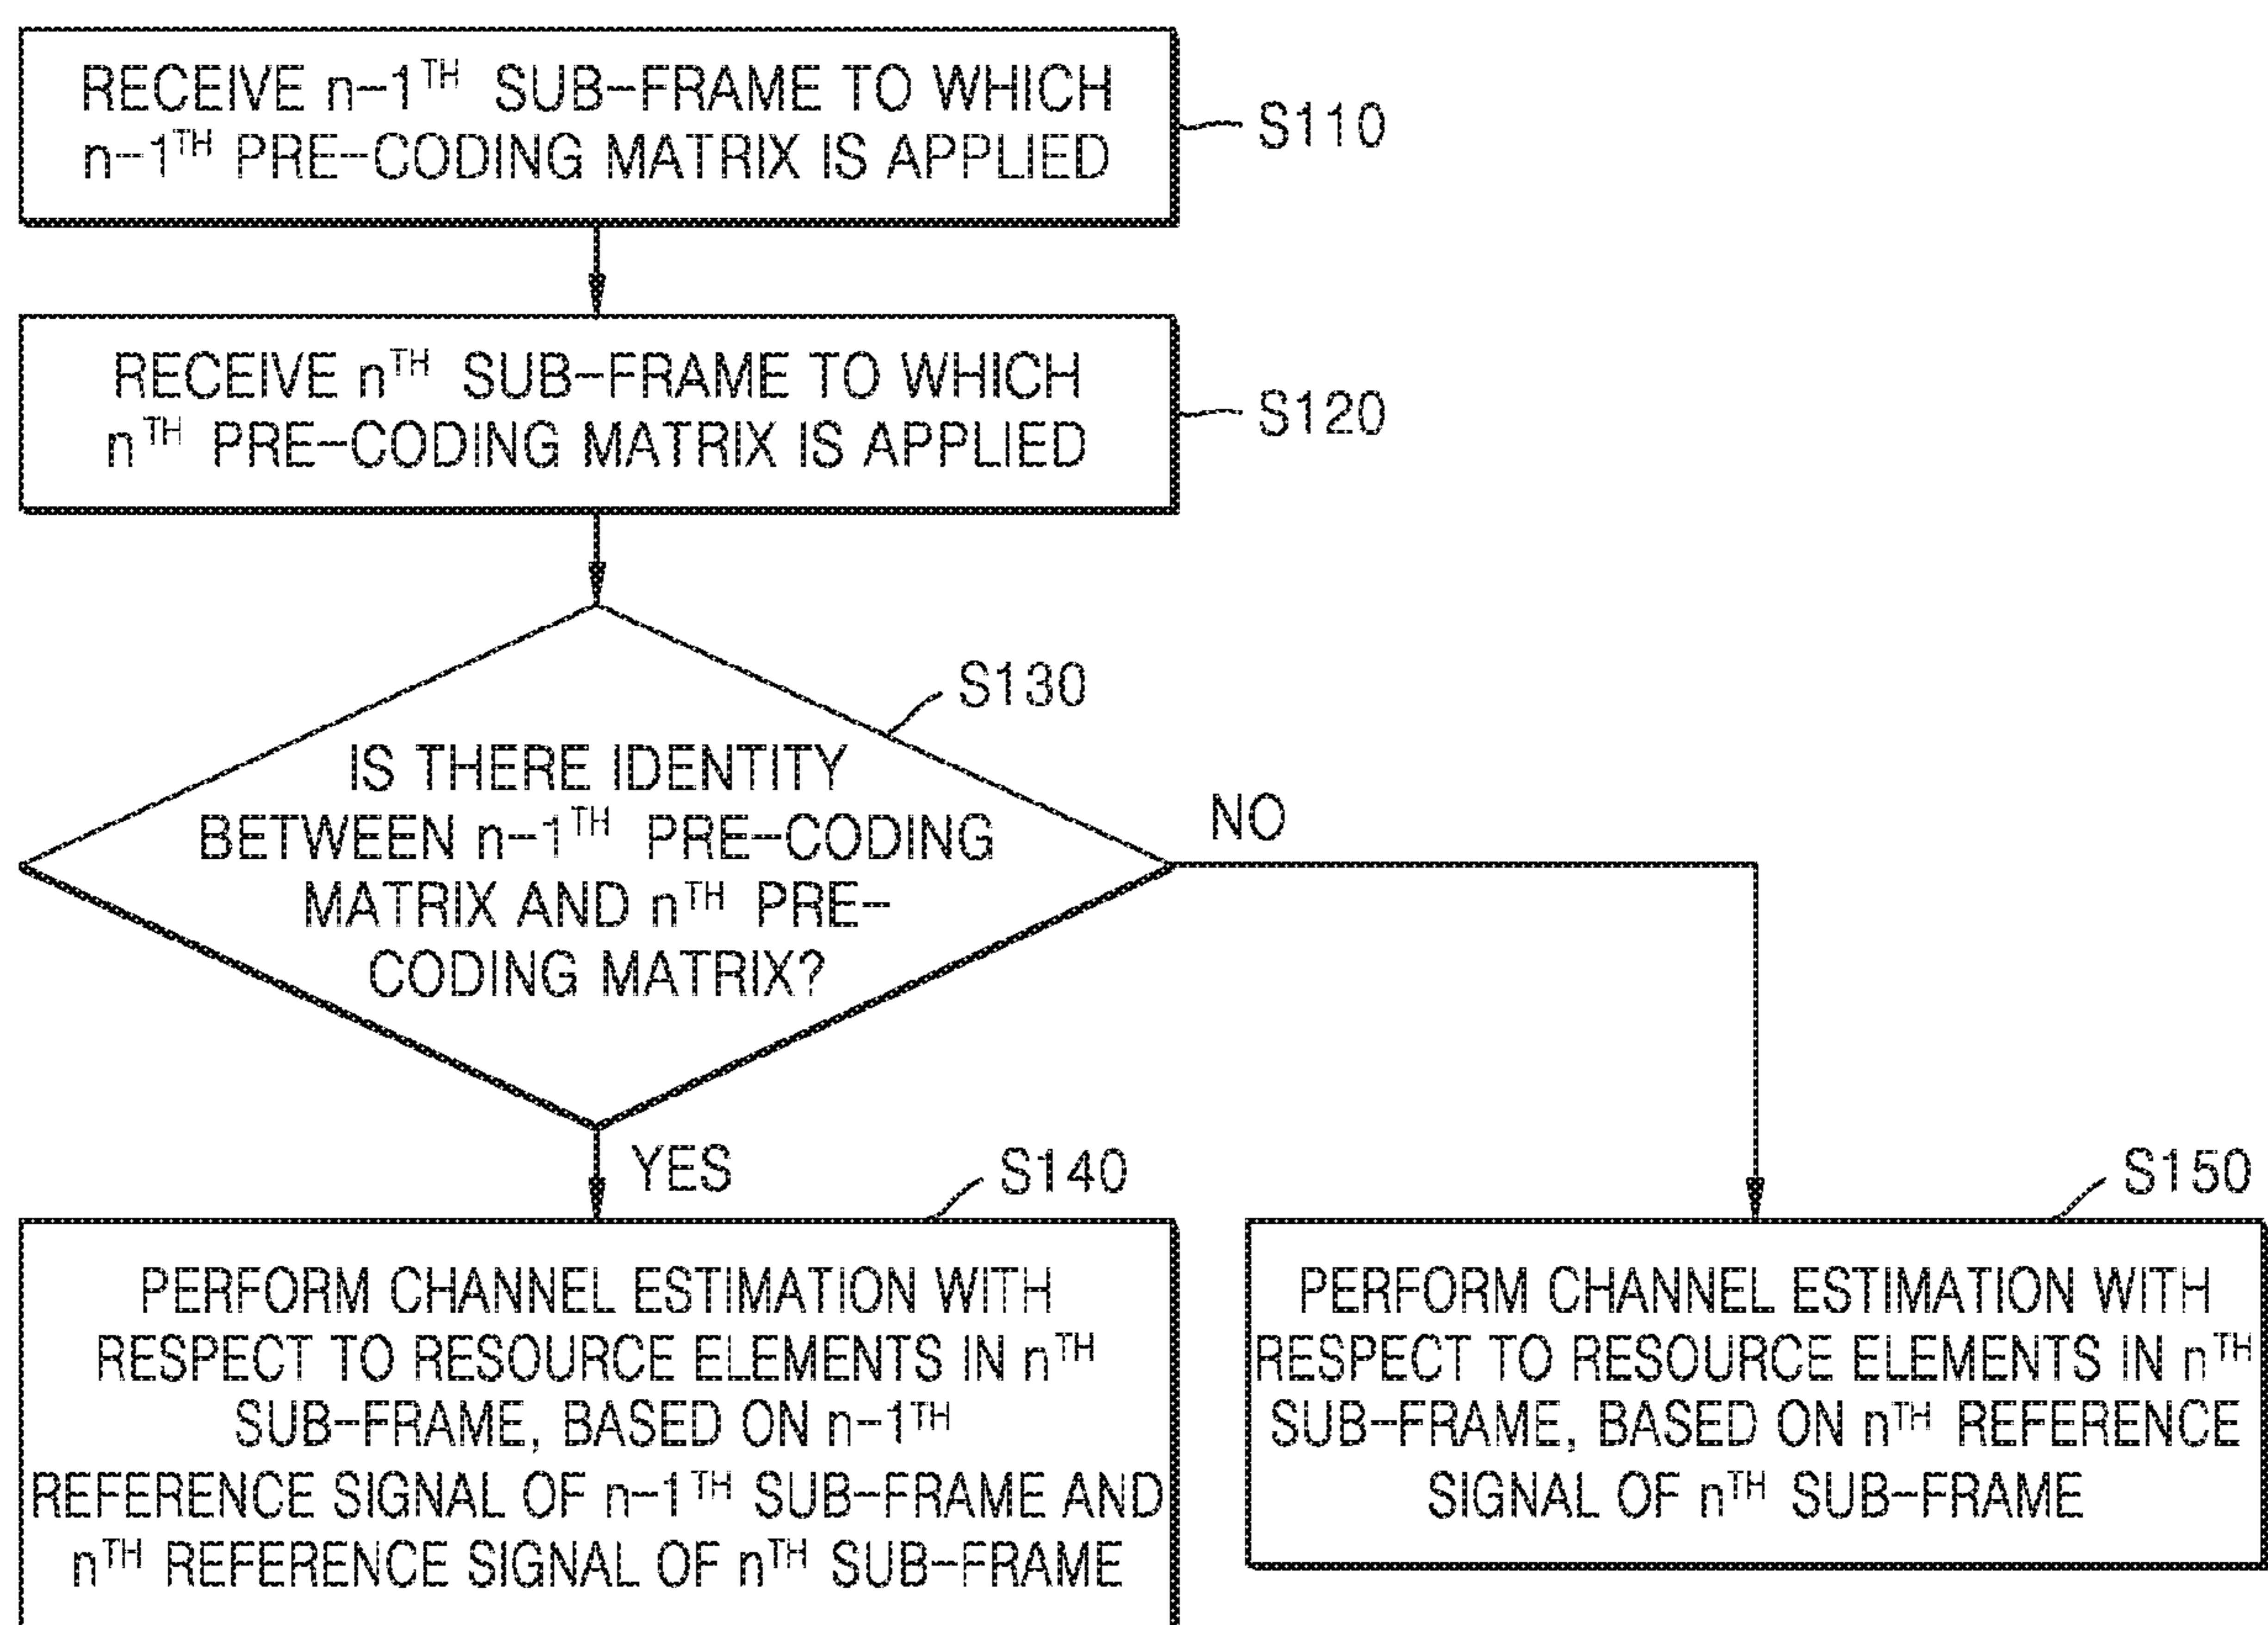 RECEIVE n-1TH SUB-FRAME TO WHICH
n-1TH PRE-CODING MATRIX IS APPLIED
S110
RECEIVE nTH SUB-FRAME TO WHICH
nTH PRE-CODING MATRIX IS APPLIED
S120
S130
IS THERE IDENTITY
BETWEEN n-1TH PRE-CODING
MATRIX AND nTH PRE-
CODING MATRIX?
NO
YES
S140
PERFORM CHANNEL ESTIMATION WITH
RESPECT TO RESOURCE ELEMENTS IN nTH
SUB-FRAME, BASED ON n-1TH
REFERENCE SIGNAL OF n-1TH SUB-FRAME AND
nTH REFERENCE SIGNAL OF nTH SUB-FRAME
S150
PERFORM CHANNEL ESTIMATION WITH
RESPECT TO RESOURCE ELEMENTS IN nTH
SUB-FRAME, BASED ON nTH REFERENCE
SIGNAL OF nTH SUB-FRAME